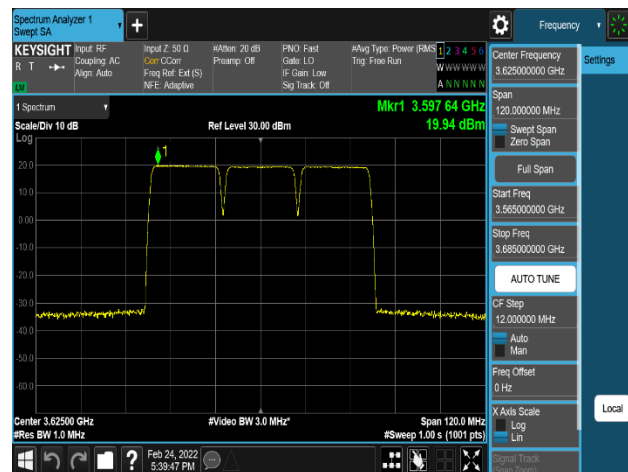 Spectrum Analyzer 1
Swept SA
Frequency
KEYSIGHT
R T
LXI
Input: RF
Coupling: AC
Align: Auto
Input Z: 50 Ω
Corr CCorr
Freq Ref: Ext (S)
NFE: Adaptive
#Atten: 20 dB
Preamp: Off
PNO: Fast
Gate: LO
IF Gain: Low
Sig Track: Off
#Avg Type: Power (RMS
Trig: Free Run
1 2 3 4 5 6
W W W W W W
A N N N N N
1 Spectrum
Scale/Div 10 dB
Ref Level 30.00 dBm
Mkr1 3.597 64 GHz
19.94 dBm
Log
1
20.0
10.0
0.00
-10.0
-20.0
-30.0
-40.0
-50.0
-60.0
Center 3.62500 GHz
#Res BW 1.0 MHz
#Video BW 3.0 MHz*
Span 120.0 MHz
#Sweep 1.00 s (1001 pts)
Center Frequency
3.625000000 GHz
Settings
Span
120.000000 MHz
Swept Span
Zero Span
Full Span
Start Freq
3.565000000 GHz
Stop Freq
3.685000000 GHz
AUTO TUNE
CF Step
12.000000 MHz
Auto
Man
Freq Offset
0 Hz
X Axis Scale
Log
Lin
Local
Signal Track
(Span Zoom)
?
Feb 24, 2022
5:39:47 PM